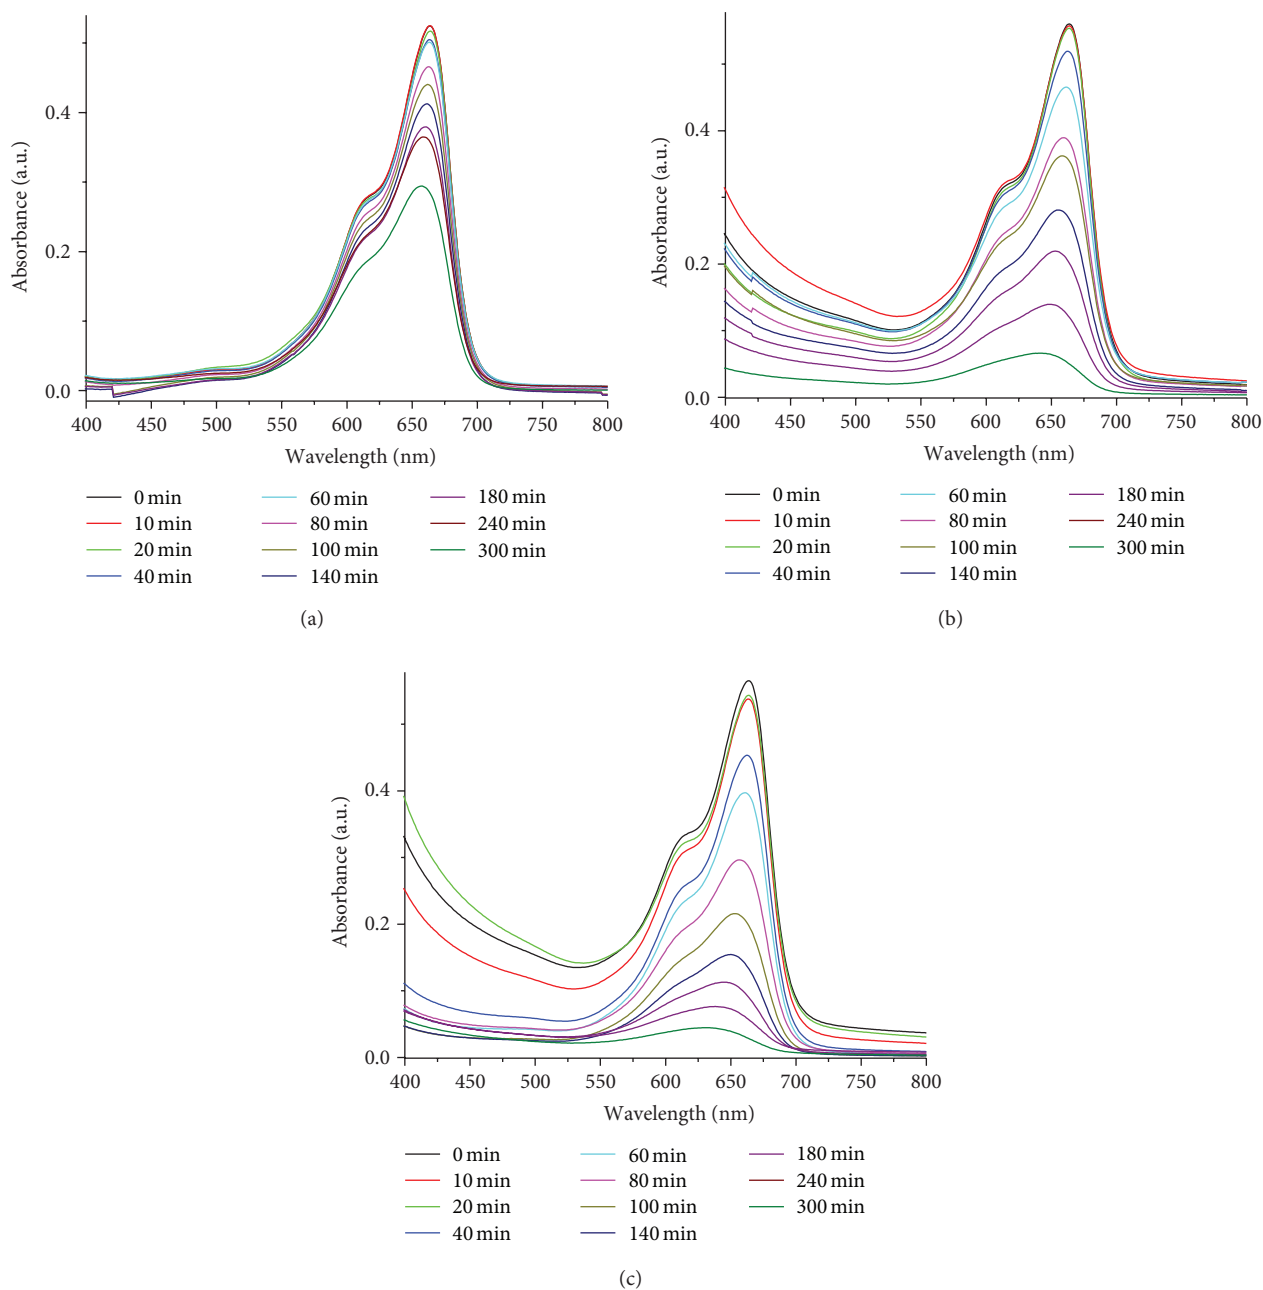 Absorbance (a.u.)
0.4
0.2
0.0
400 450 500 550 600 650 700 750 800
Wavelength (nm)
0 min 60 min 180 min
10 min 80 min 240 min
20 min 100 min 300 min
40 min 140 min
(a)
Absorbance (a.u.)
0.4
0.2
0.0
400 450 500 550 600 650 700 750 800
Wavelength (nm)
0 min 60 min 180 min
10 min 80 min 240 min
20 min 100 min 300 min
40 min 140 min
(b)
Absorbance (a.u.)
0.4
0.2
0.0
400 450 500 550 600 650 700 750 800
Wavelength (nm)
0 min 60 min 180 min
10 min 80 min 240 min
20 min 100 min 300 min
40 min 140 min
(c)